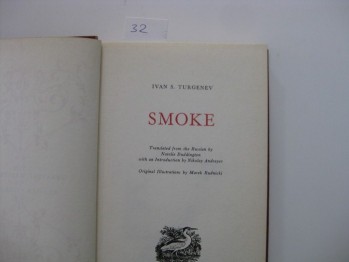 32
IVAN S. TURGENEV
SMOKE
Translated from the Russian by
Natalie Duddington
with an Introduction by Nikolay Andreyev
Original Illustrations by Marek Rudnicki